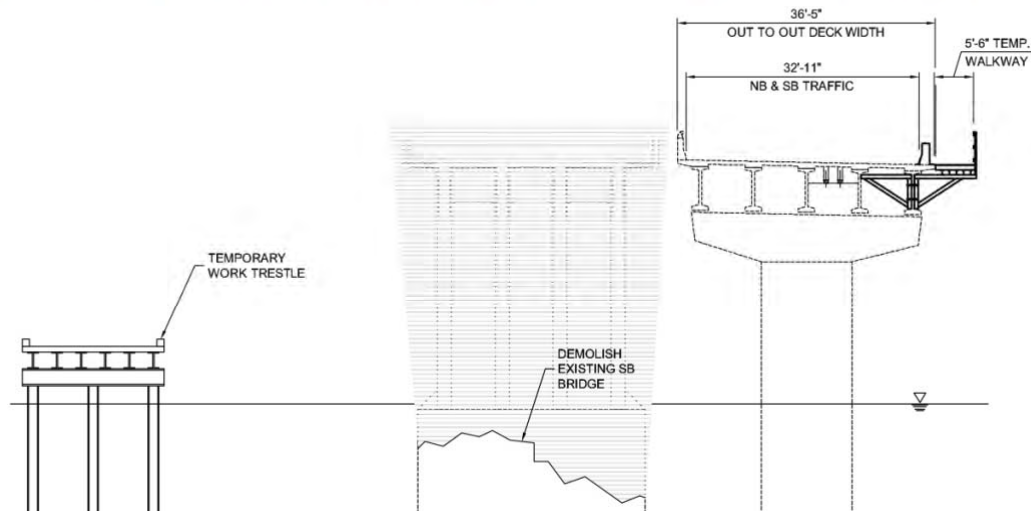 36'-5"
OUT TO OUT DECK WIDTH
5'-6" TEMP.
WALKWAY
32'-11"
NB & SB TRAFFIC
TEMPORARY
WORK TRESTLE
DEMOLISH
EXISTING SB
BRIDGE